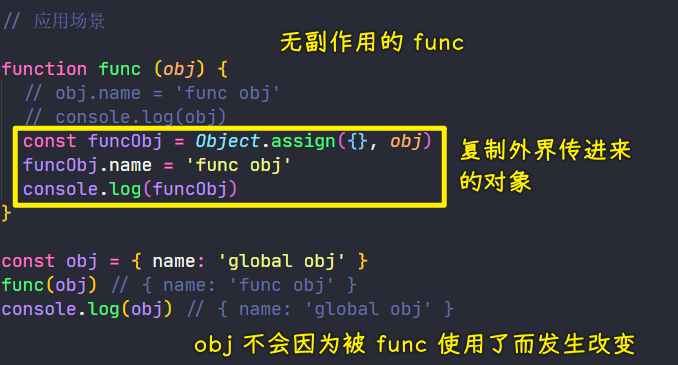 // 应用场景
无副作用的 func
function func (obj) {
// obj.name = 'func obj'
// console.log(obj)
const funcObj = Object.assign({}, obj)
funcObj.name = 'func obj'
console.log(funcObj)
}
复制外界传进来
的对象
const obj = { name: 'global obj' }
func(obj) // { name: 'func obj' }
console.log(obj) // { name: 'global obj' }
obj 不会因为被 func 使用了而发生改变